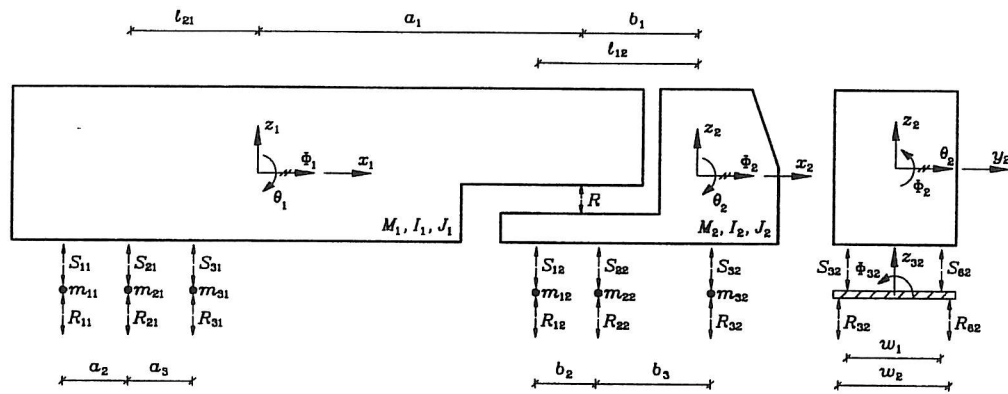 ℓ₂₁ a₁ b₁
ℓ₁₂
z₁ z₂ z₂
Φ₁ x₁ Φ₂ x₂ θ₂ y₂
θ₁ θ₂ Φ₂
R
M₁, I₁, J₁ M₂, I₂, J₂
S₁₁ S₂₁ S₃₁ S₁₂ S₂₂ S₃₂ S₃₂ Φ₃₂ z₃₂ S₆₂
m₁₁ m₂₁ m₃₁ m₁₂ m₂₂ m₃₂
R₁₁ R₂₁ R₃₁ R₁₂ R₂₂ R₃₂ R₃₂ R₆₂
w₁
a₂ a₃ b₂ b₃ w₂